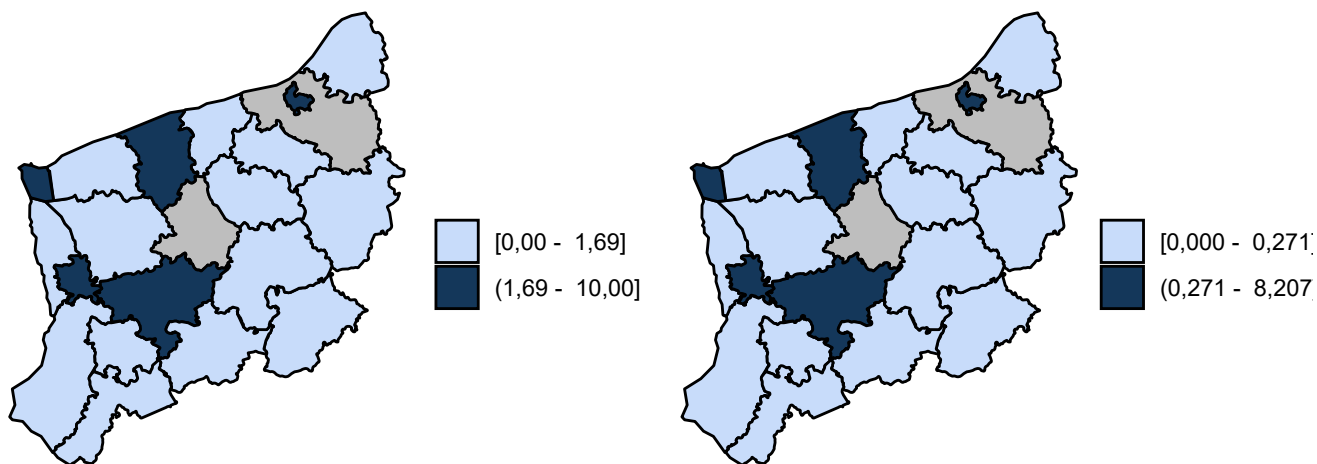 [0,00 - 1,69]
(1,69 - 10,00]
[0,000 - 0,271]
(0,271 - 8,207]